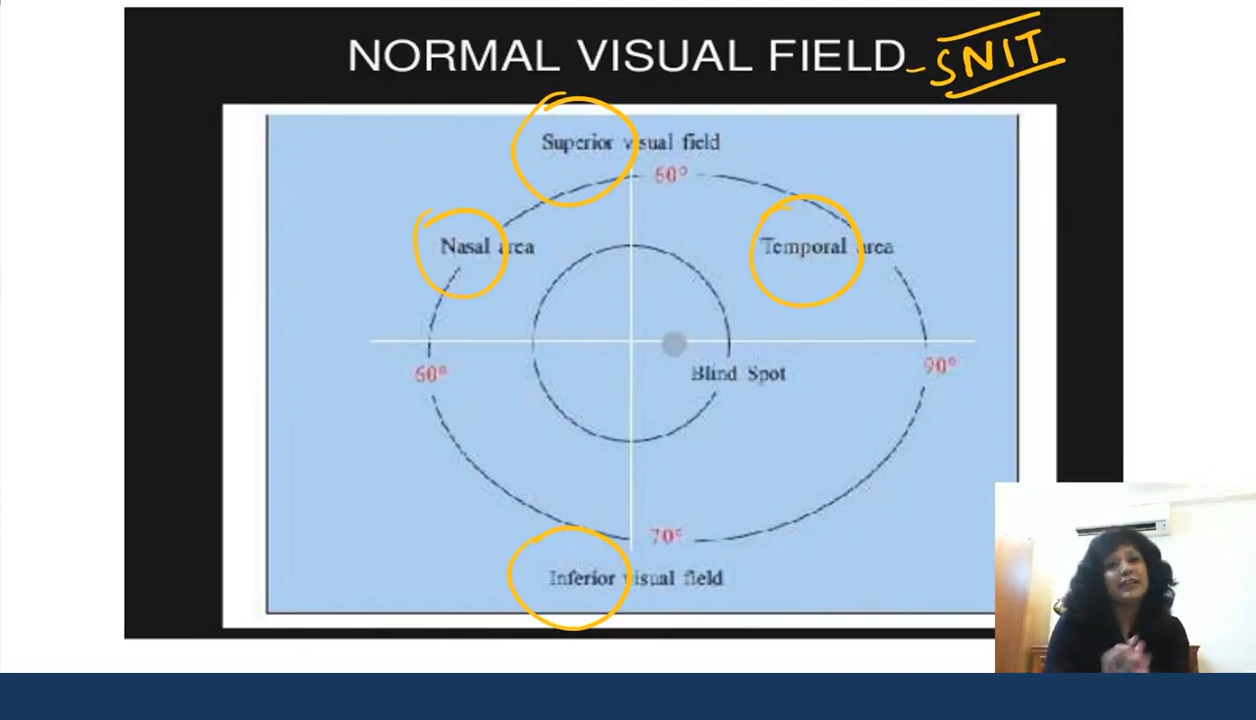 NORMAL VISUAL FIELD - SNIT
Superior visual field
60°
Nasal area
Temporal area
Blind Spot
60°
90°
70°
Inferior visual field